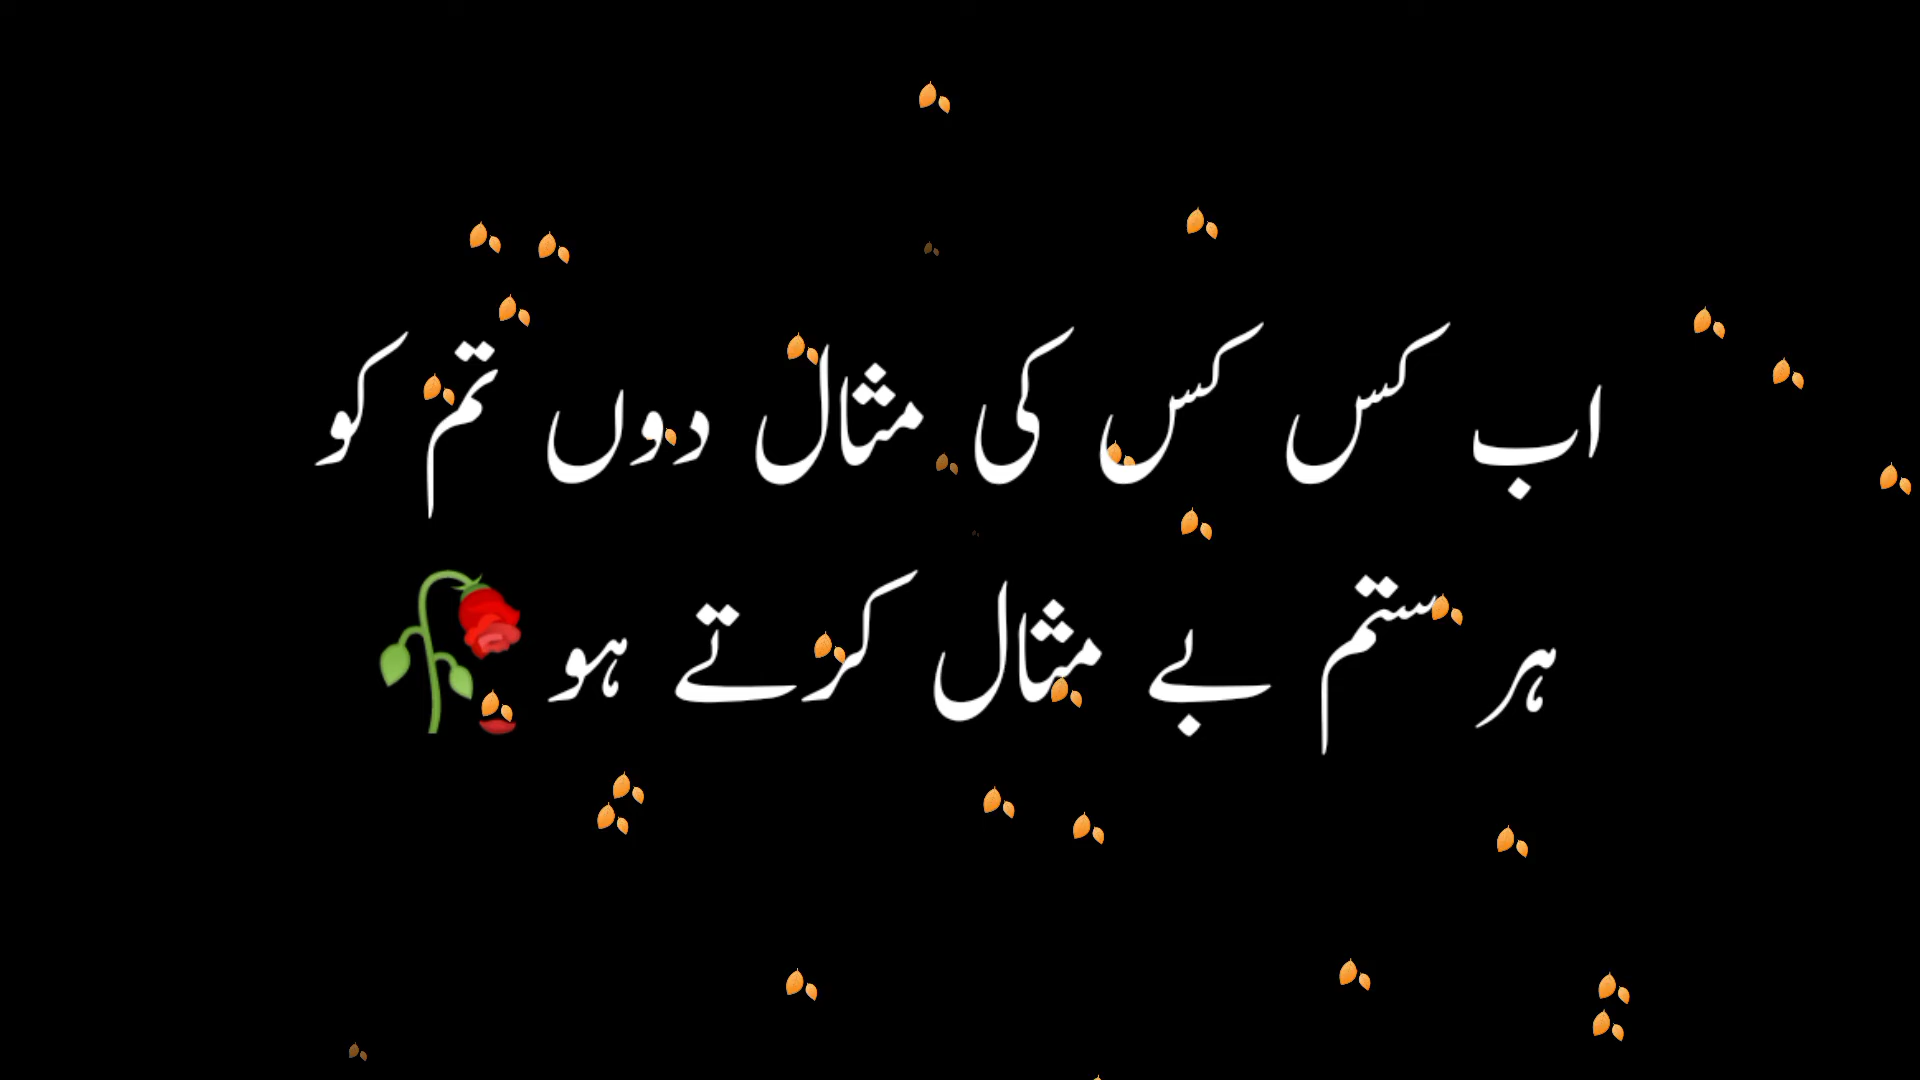 اب کس کس کی مثال دوں تم کو
ہر ستم بے مثال کرتے ہو